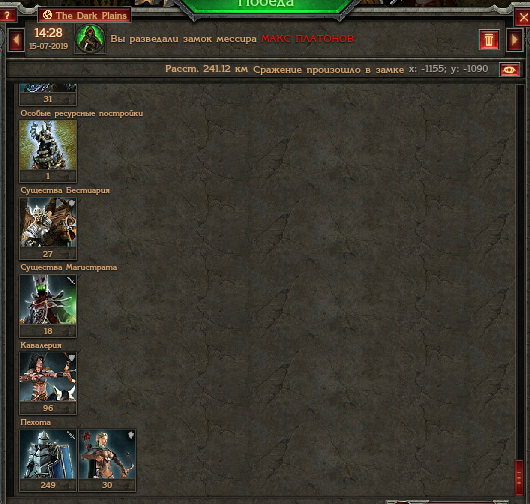 Победа
? The Dark Plains
14:28
15-07-2019
Вы разведали замок мессира МАКС ПЛАТОНОВ
Расст. 241.12 км Сражение произошло в замке x: -1155; y: -1090
31
Особые ресурсные постройки
1
Существа Бестиария
27
Существа Магистрата
18
Кавалерия
96
Пехота
249 30